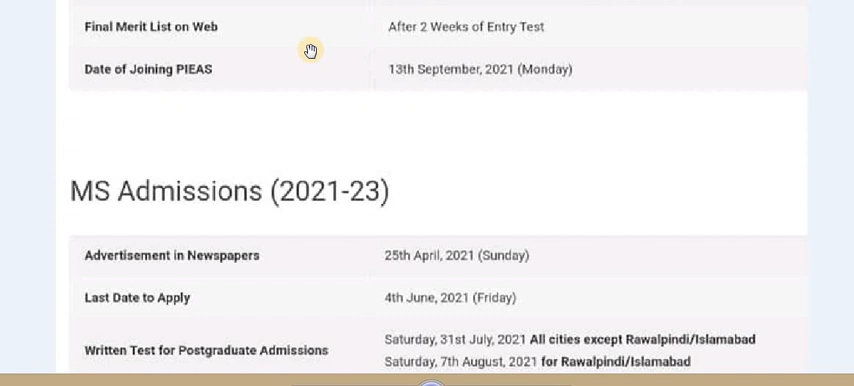 Final Merit List on Web After 2 Weeks of Entry Test
Date of Joining PIEAS 13th September, 2021 (Monday)
MS Admissions (2021-23)
Advertisement in Newspapers 25th April, 2021 (Sunday)
Last Date to Apply 4th June, 2021 (Friday)
Written Test for Postgraduate Admissions Saturday, 31st July, 2021 All cities except Rawalpindi/Islamabad
Saturday, 7th August, 2021 for Rawalpindi/Islamabad